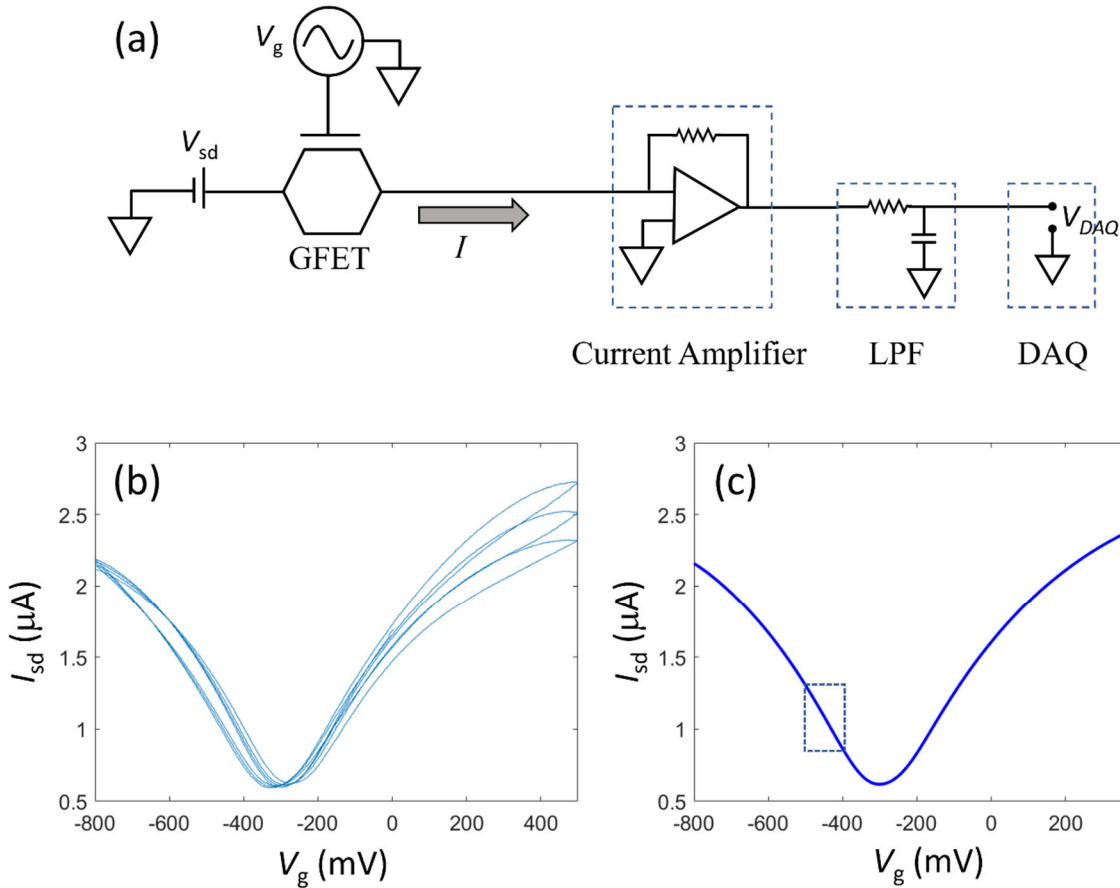 (a)
V_g
V_sd
GFET
I
Current Amplifier
LPF
DAQ
V_DAQ
(b)
3
2.5
2
1.5
1
0.5
-800
-600
-400
-200
0
200
400
I_sd (µA)
V_g (mV)
(c)
3
2.5
2
1.5
1
0.5
-800
-600
-400
-200
0
200
I_sd (µA)
V_g (mV)